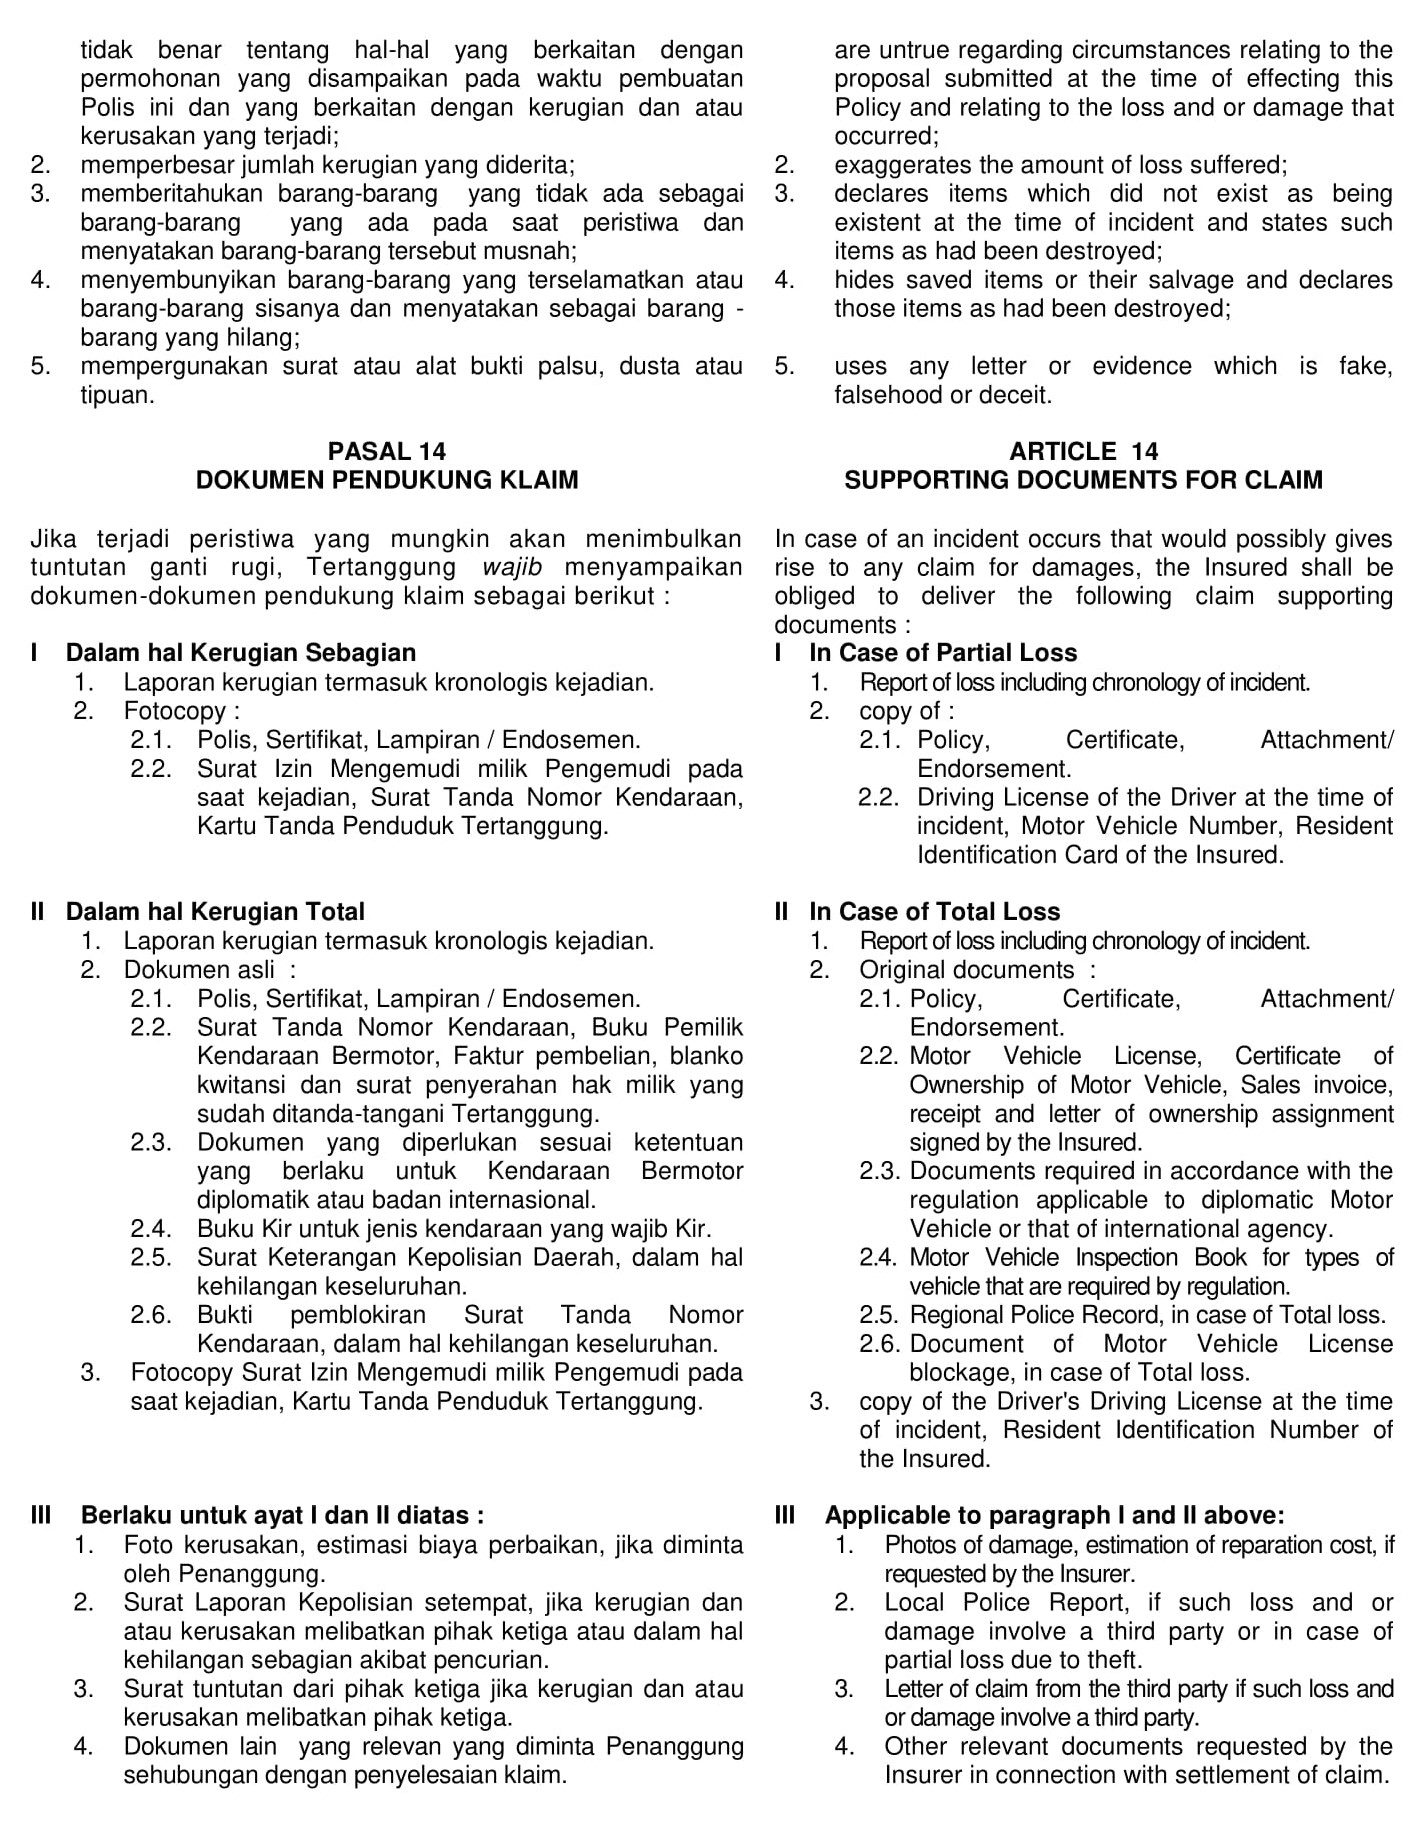 tidak benar tentang hal-hal yang berkaitan dengan
permohonan yang disampaikan pada waktu pembuatan
Polis ini dan yang berkaitan dengan kerugian dan atau
kerusakan yang terjadi;
2. memperbesar jumlah kerugian yang diderita;
3. memberitahukan barang-barang yang tidak ada sebagai
barang-barang yang ada pada saat peristiwa dan
menyatakan barang-barang tersebut musnah;
4. menyembunyikan barang-barang yang terselamatkan atau
barang-barang sisanya dan menyatakan sebagai barang -
barang yang hilang;
5. mempergunakan surat atau alat bukti palsu, dusta atau
tipuan.
PASAL 14
DOKUMEN PENDUKUNG KLAIM
Jika terjadi peristiwa yang mungkin akan menimbulkan
tuntutan ganti rugi, Tertanggung wajib menyampaikan
dokumen-dokumen pendukung klaim sebagai berikut :
I Dalam hal Kerugian Sebagian
1. Laporan kerugian termasuk kronologis kejadian.
2. Fotocopy :
2.1. Polis, Sertifikat, Lampiran / Endosemen.
2.2. Surat Izin Mengemudi milik Pengemudi pada
saat kejadian, Surat Tanda Nomor Kendaraan,
Kartu Tanda Penduduk Tertanggung.
II Dalam hal Kerugian Total
1. Laporan kerugian termasuk kronologis kejadian.
2. Dokumen asli :
2.1. Polis, Sertifikat, Lampiran / Endosemen.
2.2. Surat Tanda Nomor Kendaraan, Buku Pemilik
Kendaraan Bermotor, Faktur pembelian, blanko
kwitansi dan surat penyerahan hak milik yang
sudah ditanda-tangani Tertanggung.
2.3. Dokumen yang diperlukan sesuai ketentuan
yang berlaku untuk Kendaraan Bermotor
diplomatik atau badan internasional.
2.4. Buku Kir untuk jenis kendaraan yang wajib Kir.
2.5. Surat Keterangan Kepolisian Daerah, dalam hal
kehilangan keseluruhan.
2.6. Bukti pemblokiran Surat Tanda Nomor
Kendaraan, dalam hal kehilangan keseluruhan.
3. Fotocopy Surat Izin Mengemudi milik Pengemudi pada
saat kejadian, Kartu Tanda Penduduk Tertanggung.
III Berlaku untuk ayat I dan II diatas :
1. Foto kerusakan, estimasi biaya perbaikan, jika diminta
oleh Penanggung.
2. Surat Laporan Kepolisian setempat, jika kerugian dan
atau kerusakan melibatkan pihak ketiga atau dalam hal
kehilangan sebagian akibat pencurian.
3. Surat tuntutan dari pihak ketiga jika kerugian dan atau
kerusakan melibatkan pihak ketiga.
4. Dokumen lain yang relevan yang diminta Penanggung
sehubungan dengan penyelesaian klaim.
are untrue regarding circumstances relating to the
proposal submitted at the time of effecting this
Policy and relating to the loss and or damage that
occurred;
2. exaggerates the amount of loss suffered;
3. declares items which did not exist as being
existent at the time of incident and states such
items as had been destroyed;
4. hides saved items or their salvage and declares
those items as had been destroyed;
5. uses any letter or evidence which is fake,
falsehood or deceit.
ARTICLE 14
SUPPORTING DOCUMENTS FOR CLAIM
In case of an incident occurs that would possibly gives
rise to any claim for damages, the Insured shall be
obliged to deliver the following claim supporting
documents :
I In Case of Partial Loss
1. Report of loss including chronology of incident.
2. copy of :
2.1. Policy, Certificate, Attachment/
Endorsement.
2.2. Driving License of the Driver at the time of
incident, Motor Vehicle Number, Resident
Identification Card of the Insured.
II In Case of Total Loss
1. Report of loss including chronology of incident.
2. Original documents :
2.1. Policy, Certificate, Attachment/
Endorsement.
2.2. Motor Vehicle License, Certificate of
Ownership of Motor Vehicle, Sales invoice,
receipt and letter of ownership assignment
signed by the Insured.
2.3. Documents required in accordance with the
regulation applicable to diplomatic Motor
Vehicle or that of international agency.
2.4. Motor Vehicle Inspection Book for types of
vehicle that are required by regulation.
2.5. Regional Police Record, in case of Total loss.
2.6. Document of Motor Vehicle License
blockage, in case of Total loss.
3. copy of the Driver's Driving License at the time
of incident, Resident Identification Number of
the Insured.
III Applicable to paragraph I and II above:
1. Photos of damage, estimation of reparation cost, if
requested by the Insurer.
2. Local Police Report, if such loss and or
damage involve a third party or in case of
partial loss due to theft.
3. Letter of claim from the third party if such loss and
or damage involve a third party.
4. Other relevant documents requested by the
Insurer in connection with settlement of claim.